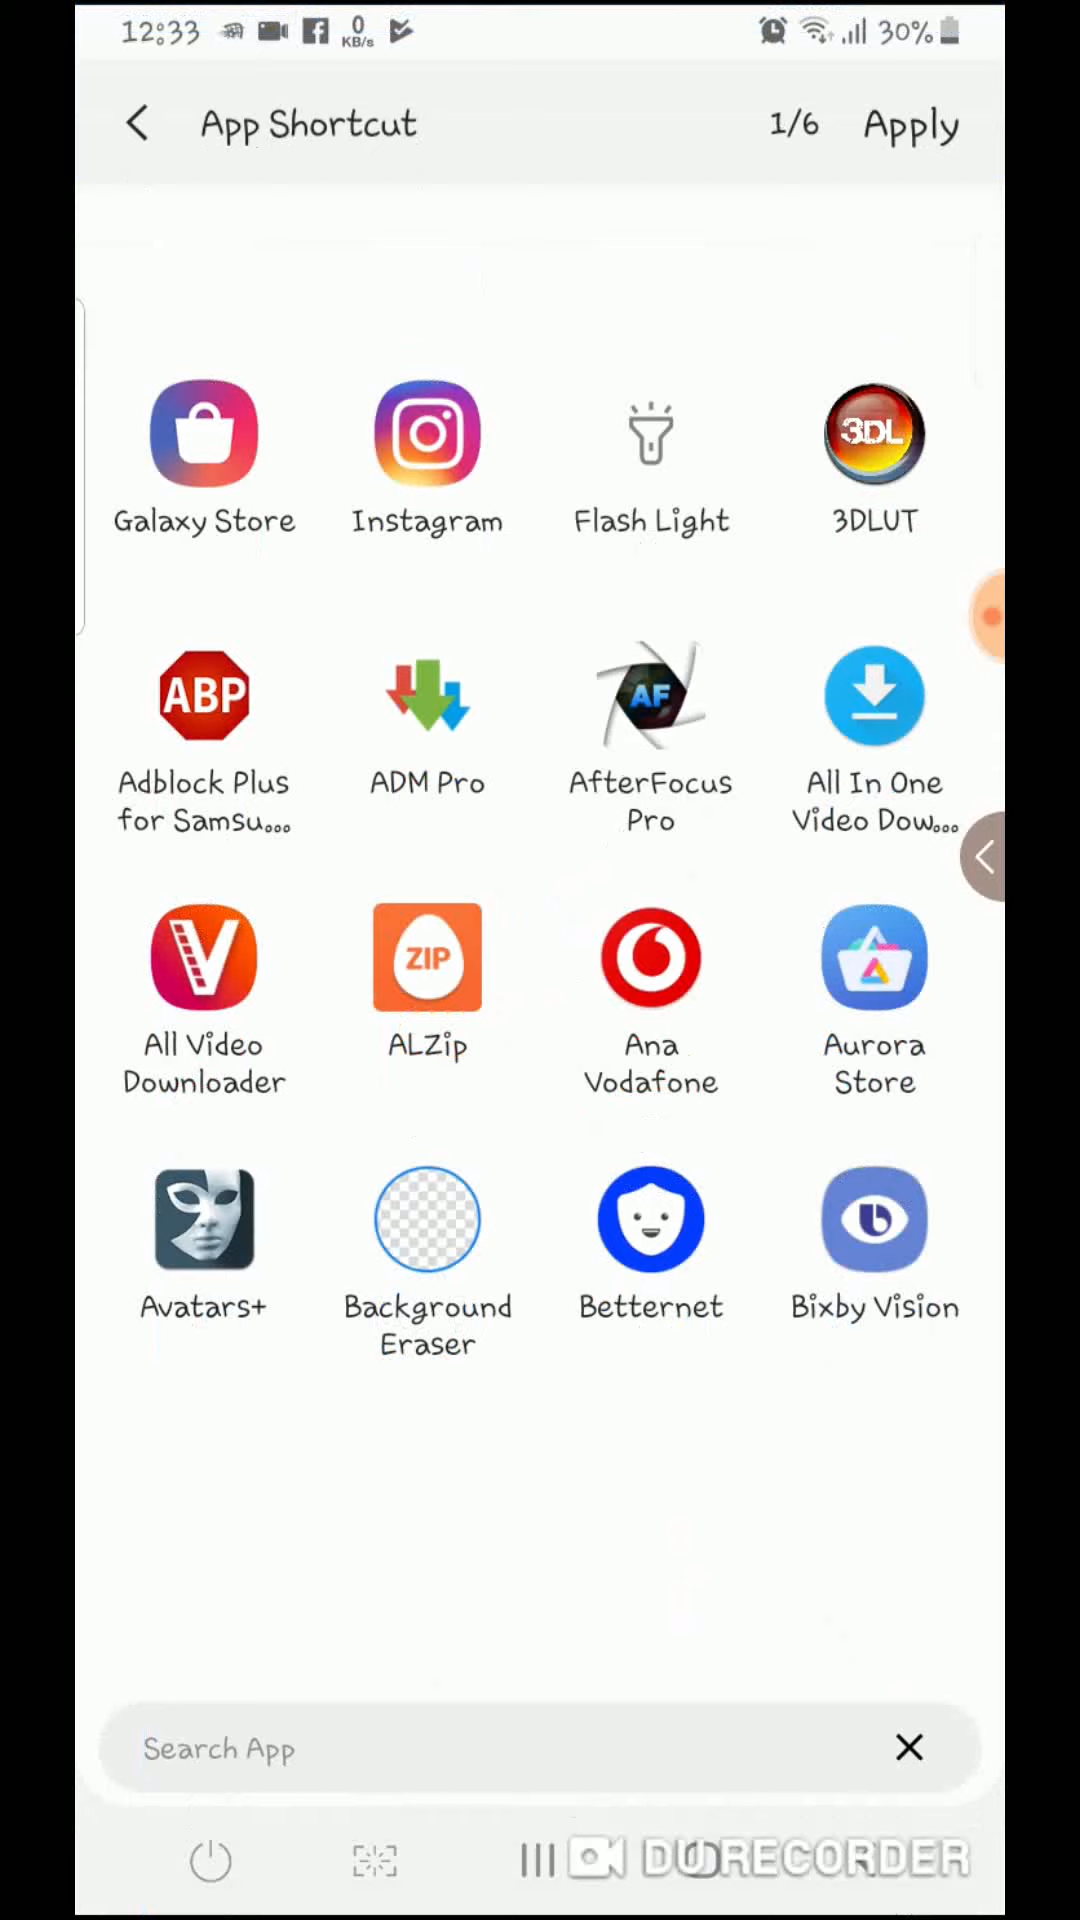 12:33 0 KB/s 30%
App Shortcut 1/6 Apply
3DL
Galaxy Store Instagram Flash Light 3DLUT
ABP AF
Adblock Plus ADM Pro AfterFocus All In One
for Samsu... Pro Video Dow...
V ZIP
All Video ALZip Ana Aurora
Downloader Vodafone Store
b
Avatars+ Background Betternet Bixby Vision
Eraser
Search App
DU RECORDER